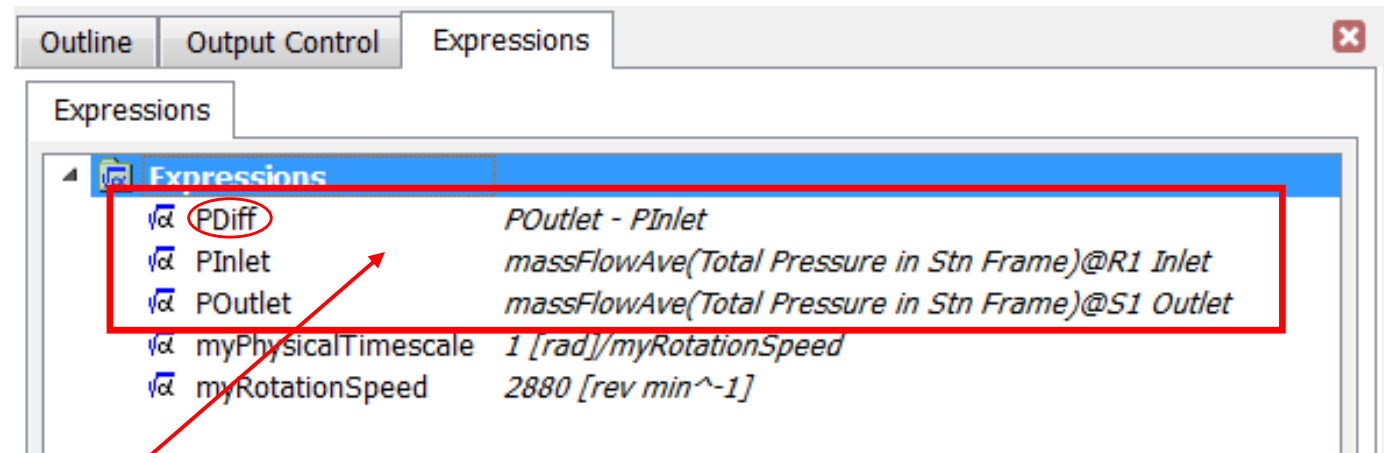 Outline Output Control Expressions
Expressions
Expressions
PDiff POutlet - PInlet
PInlet massFlowAve(Total Pressure in Stn Frame)@R1 Inlet
POutlet massFlowAve(Total Pressure in Stn Frame)@S1 Outlet
myPhysicalTimescale 1 [rad]/myRotationSpeed
myRotationSpeed 2880 [rev min^-1]